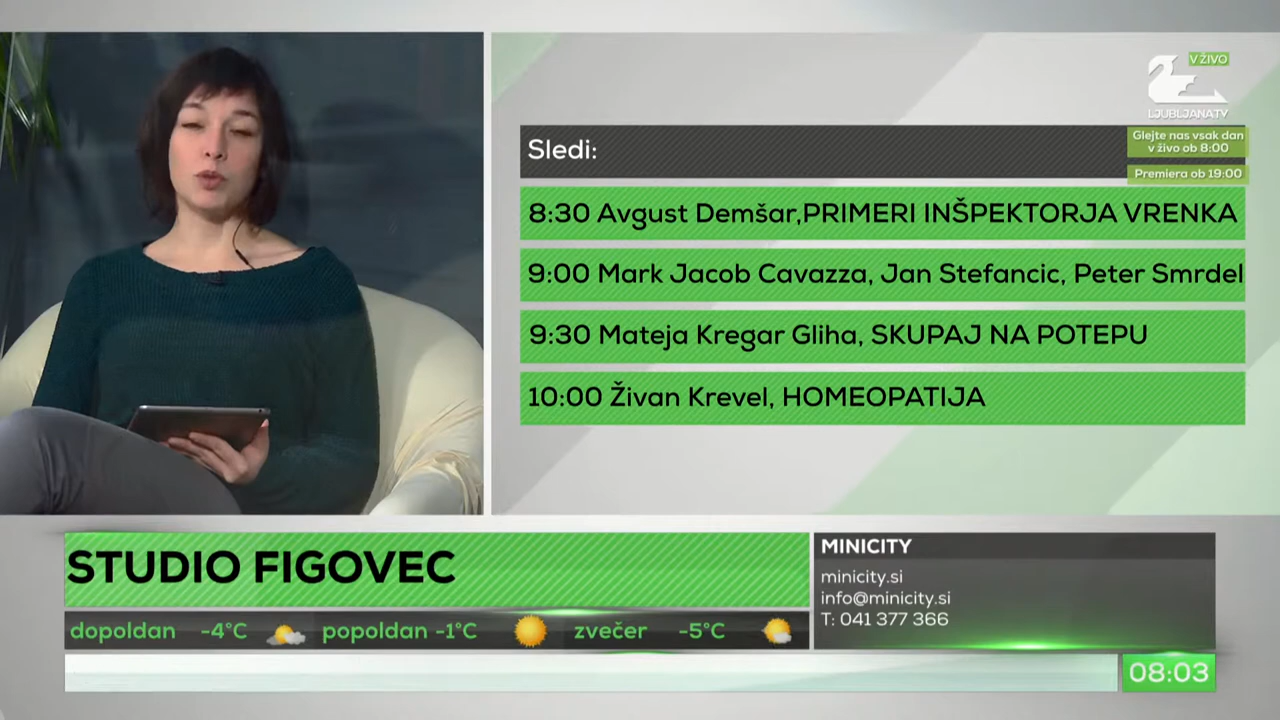 V ŽIVO
LJUBLJANATV
Glejte nas vsak dan
v živo ob 8:00
Premiera ob 19:00
Sledi:
8:30 Avgust Demšar,PRIMERI INŠPEKTORJA VRENKA
9:00 Mark Jacob Cavazza, Jan Stefancic, Peter Smrdel
9:30 Mateja Kregar Gliha, SKUPAJ NA POTEPU
10:00 Živan Krevel, HOMEOPATIJA
STUDIO FIGOVEC
MINICITY
minicity.si
info@minicity.si
T: 041 377 366
dopoldan -4°C popoldan -1°C zvečer -5°C
08:03